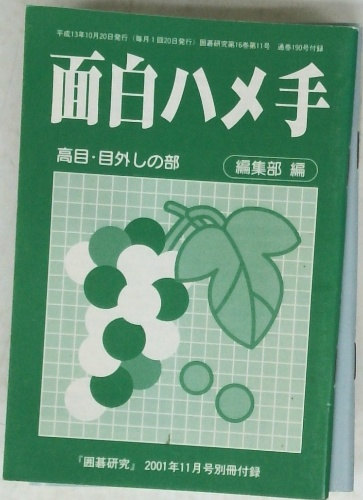 平成13年10月20日発行(毎月1回20日発行)囲碁研究第16巻第11号 通巻190号付録
面白ハメ手
高目・目外しの部
編集部 編
『囲碁研究』 2001年11月号別冊付録